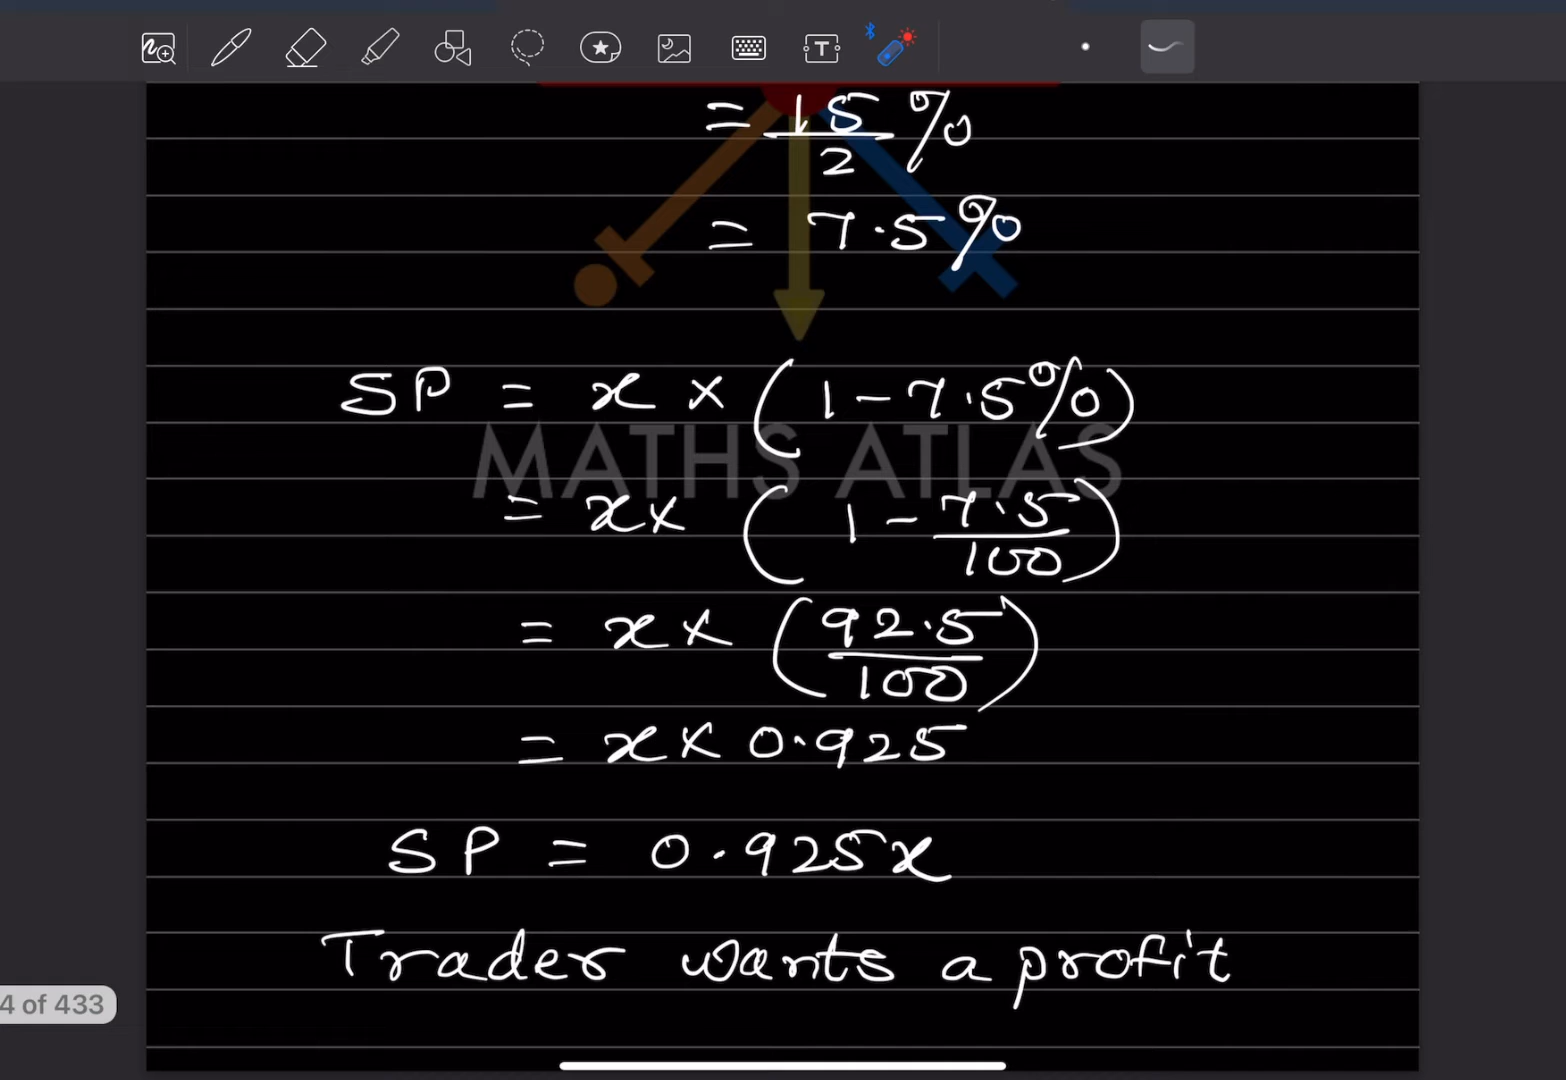 = 15/2 %
= 7.5%
SP = x × (1 - 7.5%)
MATHS ATLAS
= x × (1 - 7.5/100)
= x × (92.5/100)
= x × 0.925
SP = 0.925x
Trader wants a profit
4 of 433